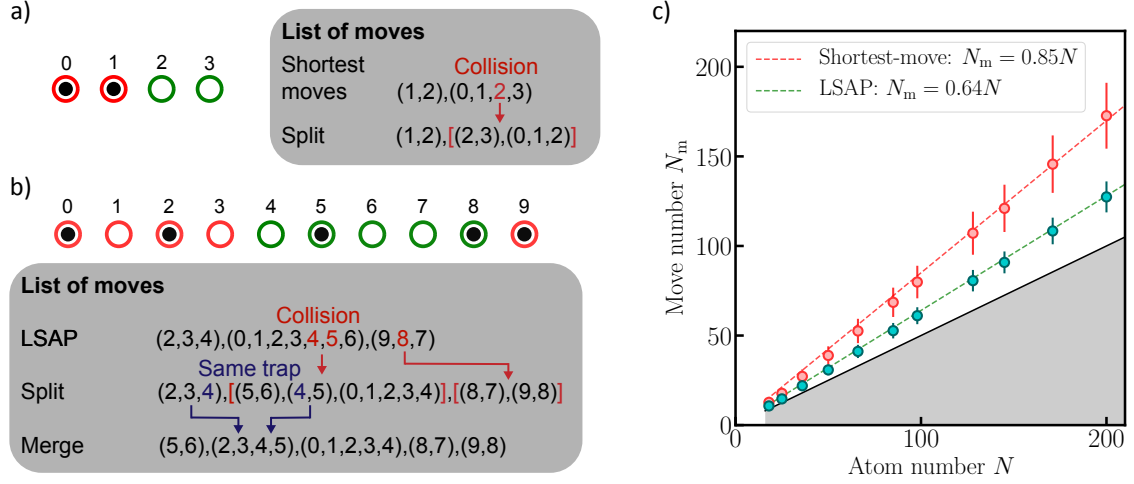 a)
0 1 2 3
List of moves
Shortest moves
Collision
(1,2),(0,1,2,3)
Split
(1,2),[(2,3),(0,1,2)]
b)
0 1 2 3 4 5 6 7 8 9
List of moves
Collision
LSAP (2,3,4),(0,1,2,3,4,5,6),(9,8,7)
Same trap
Split (2,3,4),[(5,6),(4,5),(0,1,2,3,4)],[(8,7),(9,8)]
Merge (5,6),(2,3,4,5),(0,1,2,3,4),(8,7),(9,8)
c)
Shortest-move: N_m = 0.85N
LSAP: N_m = 0.64N
Move number N_m
200
150
100
50
0
0 100 200
Atom number N